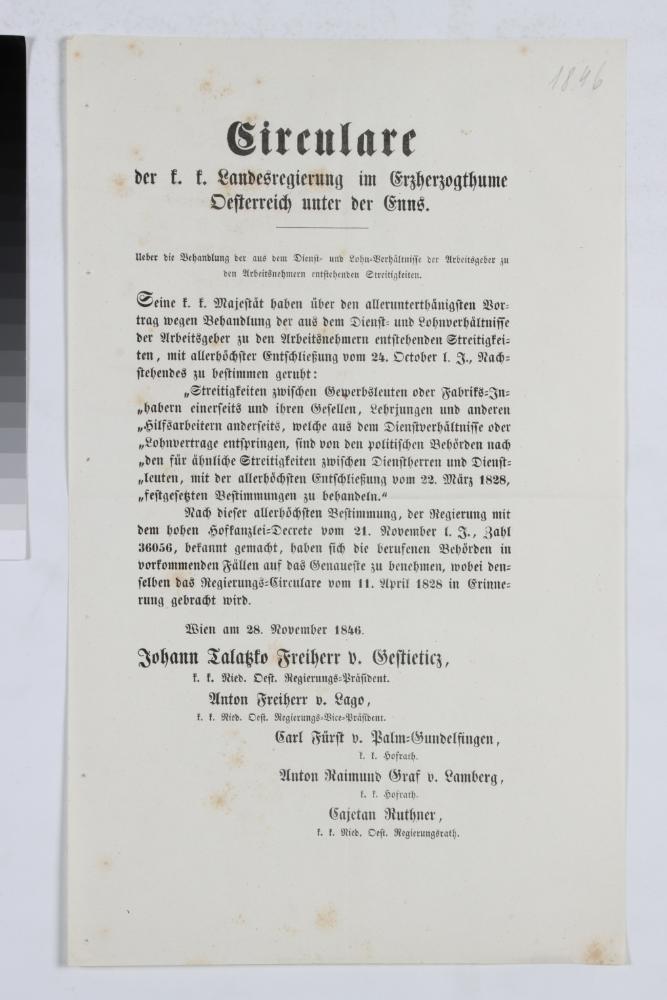 1846
Circulare
der k. k. Landesregierung im Erzherzogthume
Oesterreich unter der Enns.
Ueber die Behandlung der aus dem Dienst- und Lohn-Verhältnisse der Arbeitsgeber zu
den Arbeitsnehmern entstehenden Streitigkeiten.
Seine k. k. Majestät haben über den allerunterthänigsten Vor-
trag wegen Behandlung der aus dem Dienst- und Lohnverhältnisse
der Arbeitsgeber zu den Arbeitsnehmern entstehenden Streitigkei-
ten, mit allerhöchster Entschließung vom 24. October l. J., Nach-
stehendes zu bestimmen geruht:
„Streitigkeiten zwischen Gewerbsleuten oder Fabriks-In-
„habern einerseits und ihren Gesellen, Lehrjungen und anderen
„Hilfsarbeitern anderseits, welche aus dem Dienstverhältnisse oder
„Lohnvertrage entspringen, sind von den politischen Behörden nach
„den für ähnliche Streitigkeiten zwischen Dienstherren und Dienst-
„leuten, mit der allerhöchsten Entschließung vom 22. März 1828,
„festgesetzten Bestimmungen zu behandeln.“
Nach dieser allerhöchsten Bestimmung, der Regierung mit
dem hohen Hofkanzlei-Decrete vom 21. November l. J., Zahl
36056, bekannt gemacht, haben sich die berufenen Behörden in
vorkommenden Fällen auf das Genaueste zu benehmen, wobei den-
selben das Regierungs-Circulare vom 11. April 1828 in Erinne-
rung gebracht wird.
Wien am 28. November 1846.
Johann Talatzko Freiherr v. Gestieticz,
k. k. Nied. Oest. Regierungs-Präsident.
Anton Freiherr v. Lago,
k. k. Nied. Oest. Regierungs-Vice-Präsident.
Carl Fürst v. Palm-Gundelfingen,
k. k. Hofrath.
Anton Raimund Graf v. Lamberg,
k. k. Hofrath.
Cajetan Ruthner,
k. k. Nied. Oest. Regierungsrath.